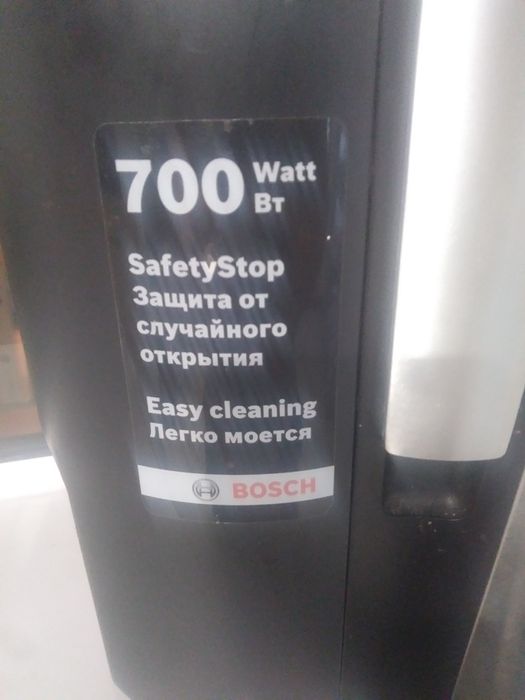 700 Watt
Вт
SafetyStop
Защита от
случайного
открытия
Easy cleaning
Легко моется
BOSCH